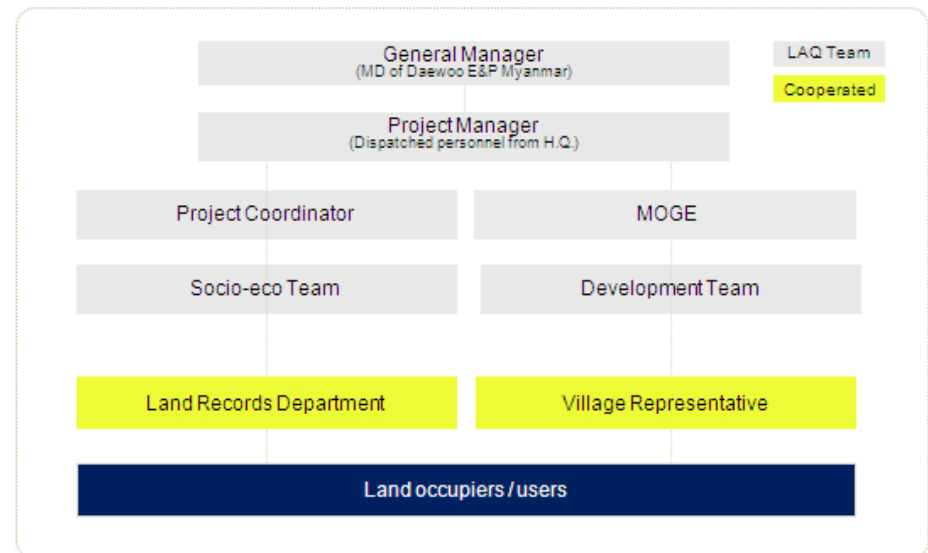 General Manager
(MD of Daewoo E&P Myanmar)
LAQ Team
Cooperated
Project Manager
(Dispatched personnel from H.Q.)
Project Coordinator
MOGE
Socio-eco Team
Development Team
Land Records Department
Village Representative
Land occupiers / users